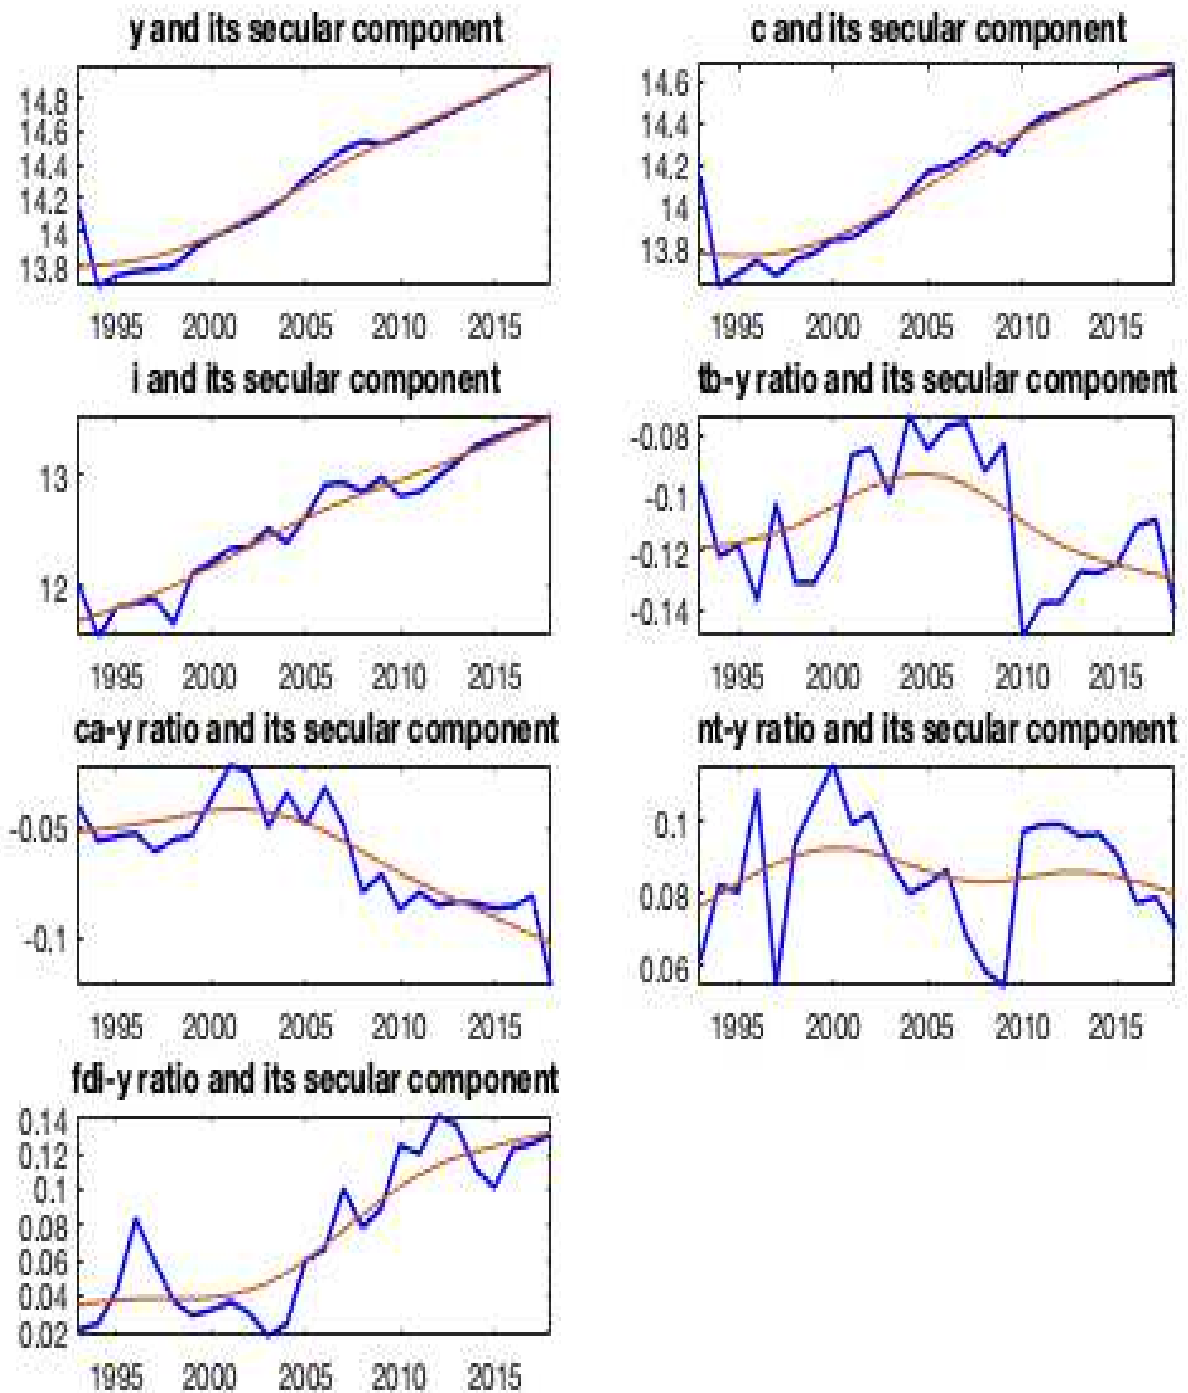 y and its secular component
14.8
14.6
14.4
14.2
14
13.8
1995 2000 2005 2010 2015
c and its secular component
14.6
14.4
14.2
14
13.8
1995 2000 2005 2010 2015
i and its secular component
13
12
1995 2000 2005 2010 2015
tb-y ratio and its secular component
-0.08
-0.1
-0.12
-0.14
1995 2000 2005 2010 2015
ca-y ratio and its secular component
-0.05
-0.1
1995 2000 2005 2010 2015
nt-y ratio and its secular component
0.1
0.08
0.06
1995 2000 2005 2010 2015
fdi-y ratio and its secular component
0.14
0.12
0.1
0.08
0.06
0.04
0.02
1995 2000 2005 2010 2015